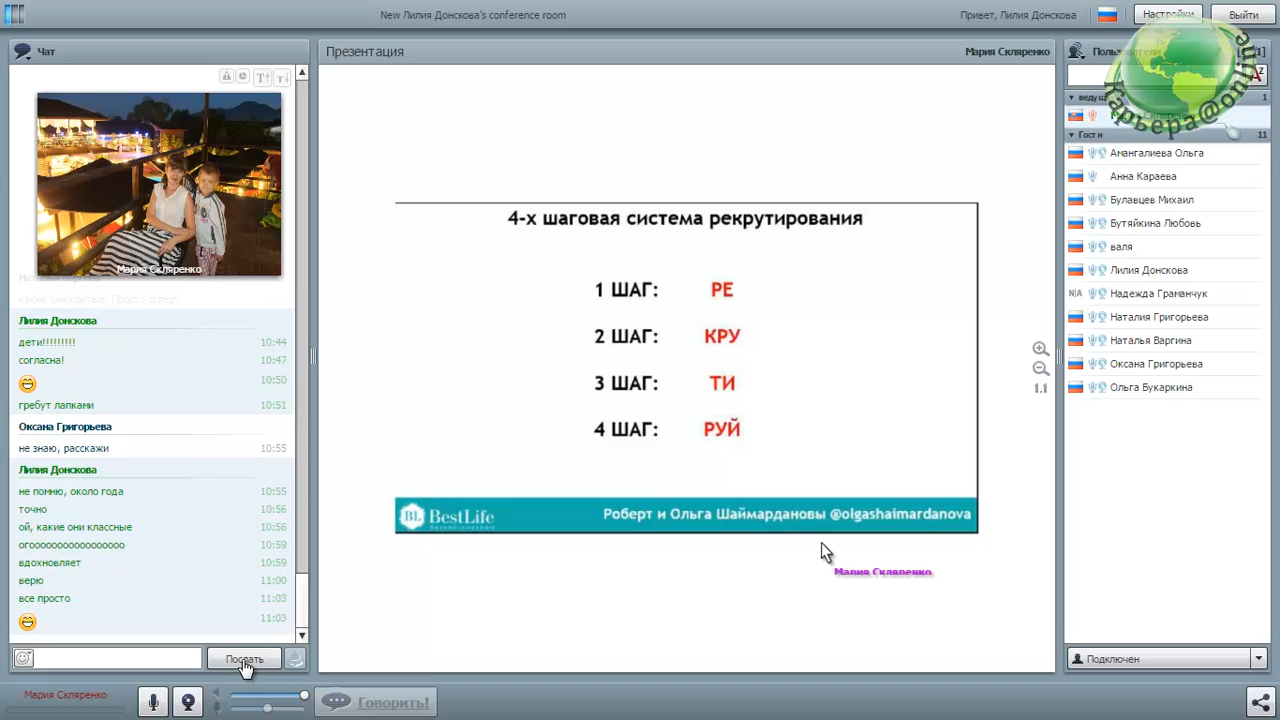 New Лилия Донскова's conference room
Привет, Лилия Донскова
Настройки
Выйти
Чат
Мария Скляренко
Лилия Донскова
дети!!!!!!!!! 10:44
согласна! 10:47
10:50
гребут лапками 10:51
Оксана Григорьева
не знаю, расскажи 10:55
Лилия Донскова
не помню, около года 10:55
точно 10:56
ой, какие они классные 10:56
огооооооооооооооооо 10:59
вдохновляет 10:59
верю 11:00
все просто 11:03
11:03
Послать
Мария Скляренко
Говорить!
Презентация
Мария Скляренко
4-х шаговая система рекрутирования
1 ШАГ: РЕ
2 ШАГ: КРУ
3 ШАГ: ТИ
4 ШАГ: РУЙ
BL BestLife
Роберт и Ольга Шаймардановы @olgashaimardanova
Мария Скляренко
1.1
Пользователи
Карьера@online
ведущ 1
Гости 11
Амангалиева Ольга
Анна Караева
Булавцев Михаил
Бутяйкина Любовь
валя
Лилия Донскова
N/A Надежда Граманчук
Наталия Григорьева
Наталья Варгина
Оксана Григорьева
Ольга Букаркина
Подключен